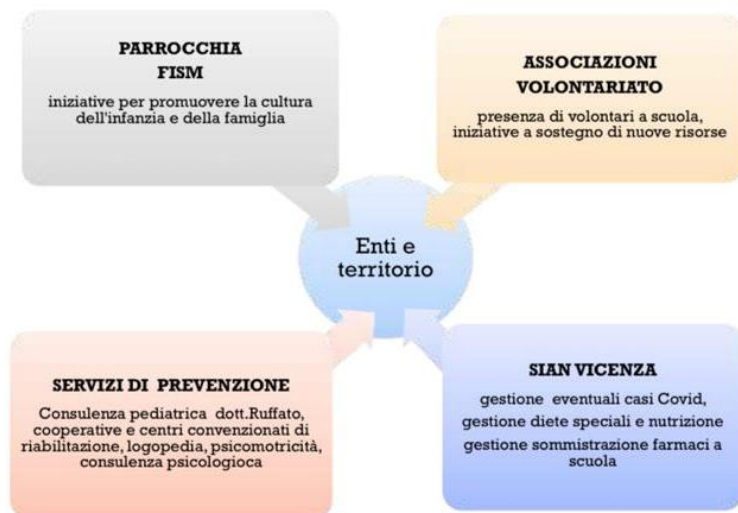 PARROCCHIA
FISM
iniziative per promuovere la cultura
dell'infanzia e della famiglia
ASSOCIAZIONI
VOLONTARIATO
presenza di volontari a scuola,
iniziative a sostegno di nuove risorse
Enti e
territorio
SERVIZI DI PREVENZIONE
Consulenza pediatrica dott.Ruffato,
cooperative e centri convenzionati di
riabilitazione, logopedia, psicomotricità,
consulenza psicologioca
SIAN VICENZA
gestione eventuali casi Covid,
gestione diete speciali e nutrizione
gestione sommistrazione farmaci a
scuola